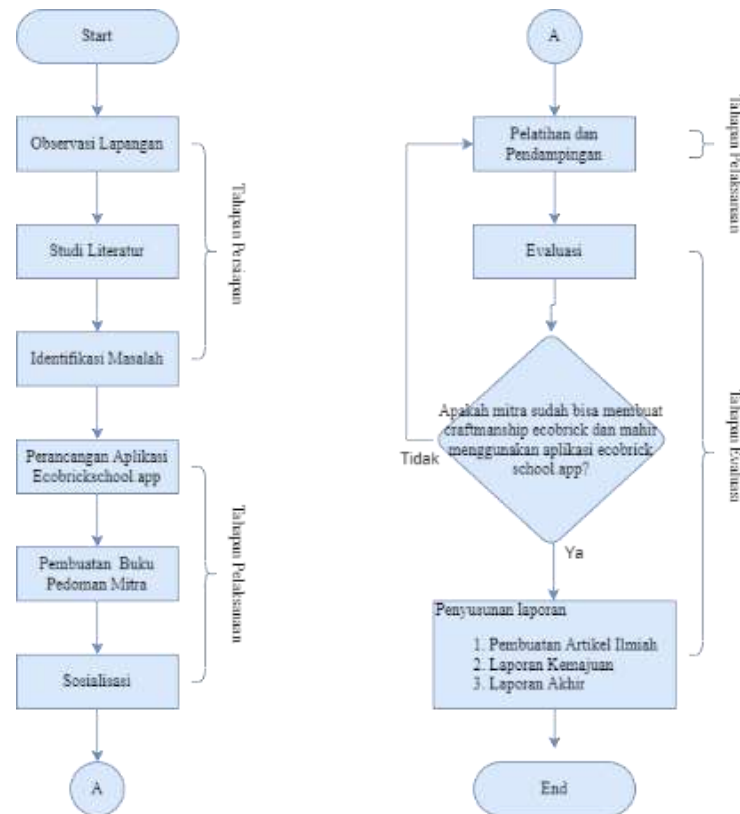 Start
Observasi Lapangan
Studi Literatur
Identifikasi Masalah
Tahapan Persiapan
Perancangan Aplikasi
Ecobrickschool.app
Pembuatan Buku
Pedoman Mitra
Sosialisasi
Tahapan Pelaksanaan
A
A
Pelatihan dan
Pendampingan
Tahapan Pelaksanaan
Evaluasi
Apakah mitra sudah bisa membuat
craftmanship ecobrick dan mahir
menggunakan aplikasi ecobrick
school app?
Tidak
Ya
Penyusunan laporan
1. Pembuatan Artikel Ilmiah
2. Laporan Kemajuan
3. Laporan Akhir
Tahapan Evaluasi
End